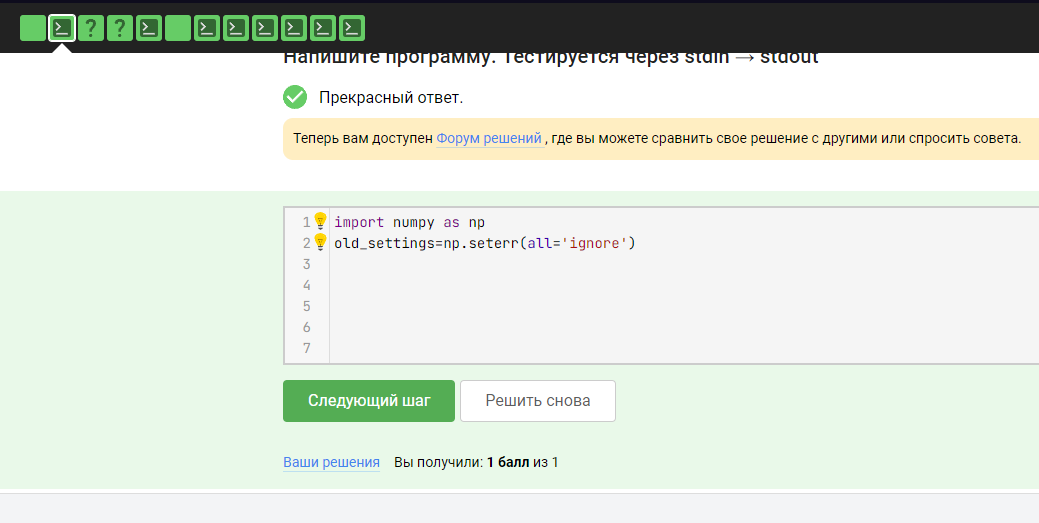 ? ?
Напишите программу. Тестируется через stdin → stdout
Прекрасный ответ.
Теперь вам доступен Форум решений , где вы можете сравнить свое решение с другими или спросить совета.
1 import numpy as np
2 old_settings=np.seterr(all='ignore')
3
4
5
6
7
Следующий шаг Решить снова
Ваши решения Вы получили: 1 балл из 1